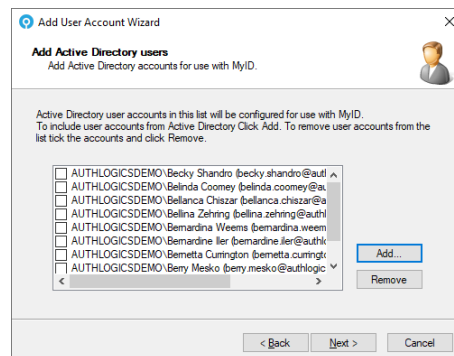 Add User Account Wizard
Add Active Directory users
Add Active Directory accounts for use with MyID.
Active Directory user accounts in this list will be configured for use with MyID.
To include user accounts from Active Directory Click Add. To remove user accounts from the
list tick the accounts and click Remove.
AUTHLOGICSDEMO\Becky Shandro (becky.shandro@autl
AUTHLOGICSDEMO\Belinda Coomey (belinda.coomey@au
AUTHLOGICSDEMO\Bellanca Chiszar (bellanca.chiszar@a
AUTHLOGICSDEMO\Bellina Zehring (bellina.zehring@authl
AUTHLOGICSDEMO\Bernardina Weems (bernardina.weem
AUTHLOGICSDEMO\Bernardine Iler (bernardine.iler@authlo
AUTHLOGICSDEMO\Bernetta Currington (bernetta.curringto
AUTHLOGICSDEMO\Berry Mesko (berry.mesko@authlogic
Add...
Remove
< Back
Next >
Cancel